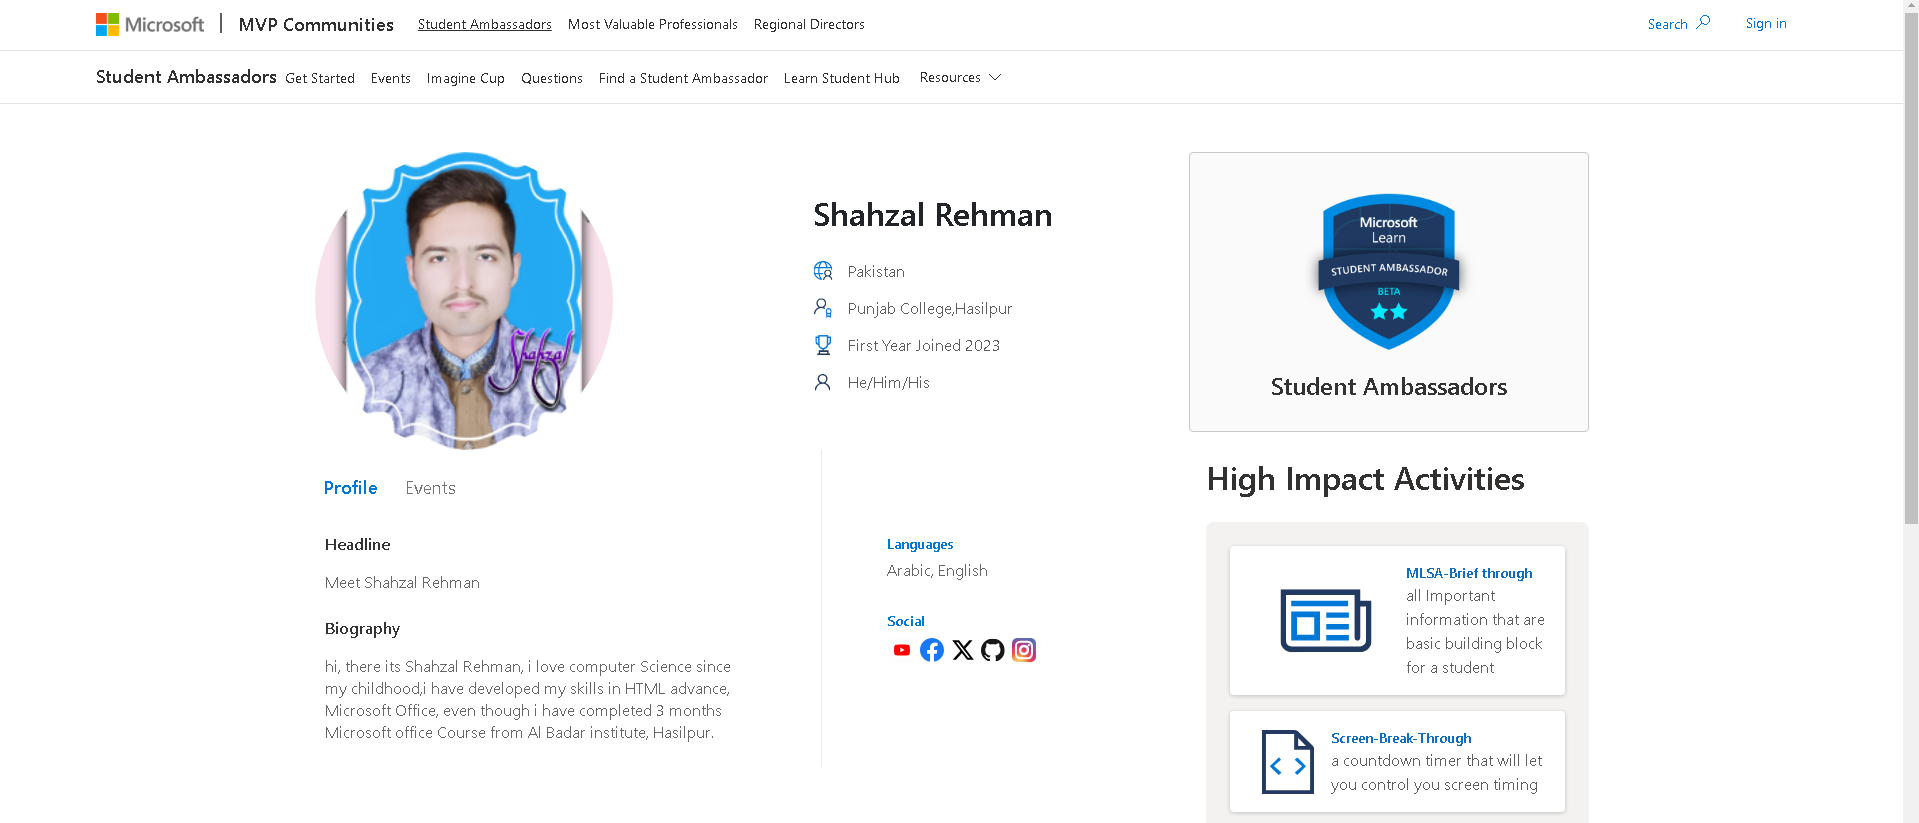 Microsoft | MVP Communities Student Ambassadors Most Valuable Professionals Regional Directors Search Sign in
Student Ambassadors Get Started Events Imagine Cup Questions Find a Student Ambassador Learn Student Hub Resources
Shahzal
Shahzal Rehman
Pakistan
Punjab College,Hasilpur
First Year Joined 2023
He/Him/His
Microsoft
Learn
STUDENT AMBASSADOR
BETA
Student Ambassadors
Profile Events
Headline
Meet Shahzal Rehman
Biography
hi, there its Shahzal Rehman, i love computer Science since
my childhood,i have developed my skills in HTML advance,
Microsoft Office, even though i have completed 3 months
Microsoft office Course from Al Badar institute, Hasilpur.
Languages
Arabic, English
Social
High Impact Activities
MLSA-Brief through
all Important
information that are
basic building block
for a student
Screen-Break-Through
a countdown timer that will let
you control you screen timing